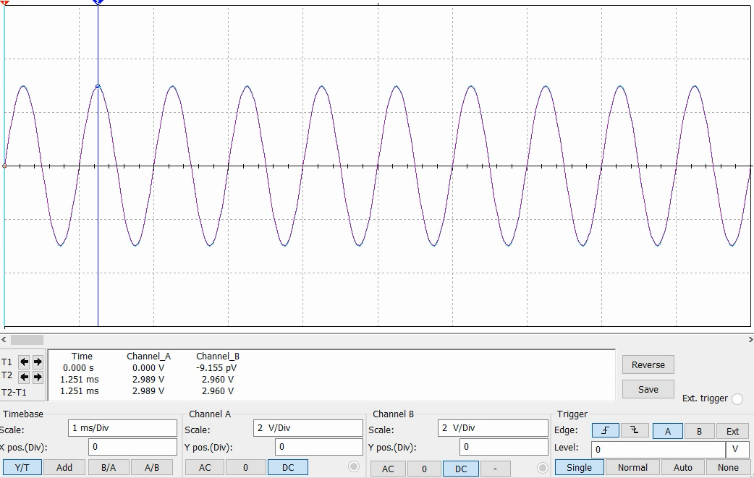 1 2
< >
Time Channel_A Channel_B
T1 0.000 s 0.000 V -9.155 pV
T2 1.251 ms 2.989 V 2.960 V
T2-T1 1.251 ms 2.989 V 2.960 V
Reverse
Save
Ext. trigger
Timebase Channel A Channel B Trigger
Scale: 1 ms/Div Scale: 2 V/Div Scale: 2 V/Div Edge: A B Ext
X pos.(Div): 0 Y pos.(Div): 0 Y pos.(Div): 0 Level: 0 V
Y/T Add B/A A/B AC 0 DC AC 0 DC - Single Normal Auto None